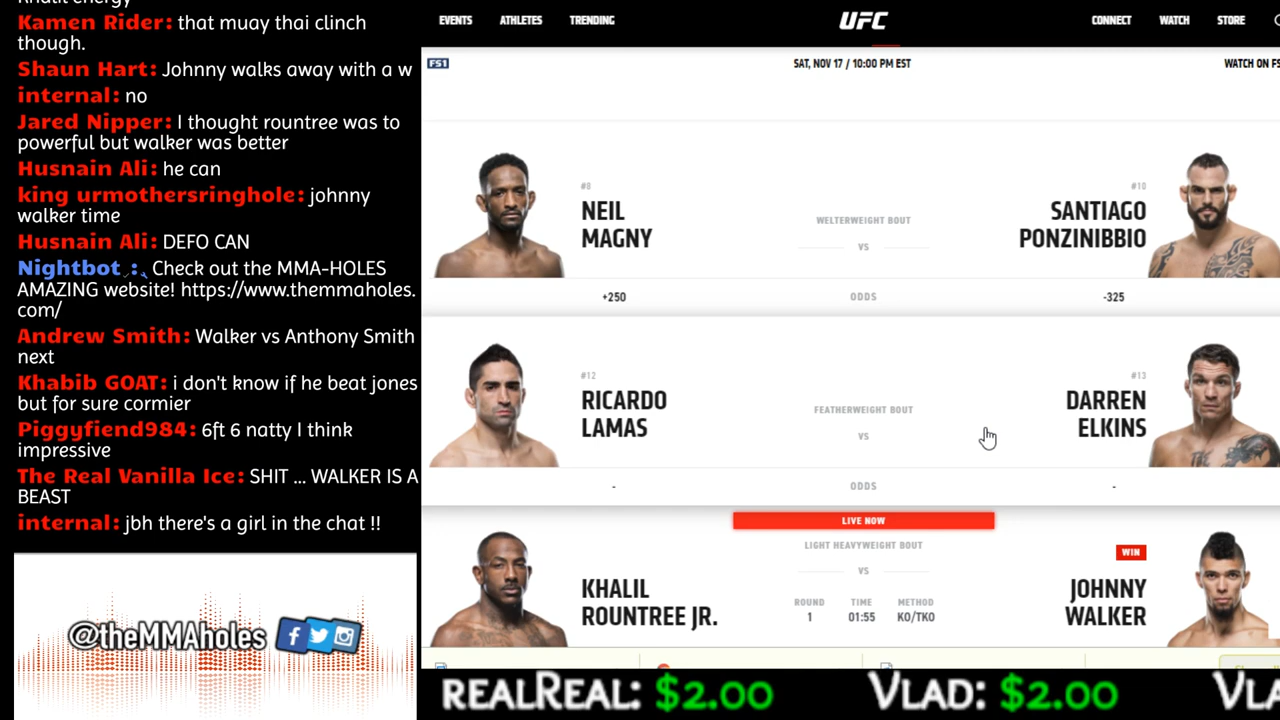 Kamen Rider: that muay thai clinch
though.
Shaun Hart: Johnny walks away with a w
internal: no
Jared Nipper: I thought rountree was to
powerful but walker was better
Husnain Ali: he can
king urmothersringhole: johnny
walker time
Husnain Ali: DEFO CAN
Nightbot : Check out the MMA-HOLES
AMAZING website! https://www.themmaholes.
com/
Andrew Smith: Walker vs Anthony Smith
next
Khabib GOAT: i don't know if he beat jones
but for sure cormier
Piggyfiend984: 6ft 6 natty I think
impressive
The Real Vanilla Ice: SHIT ... WALKER IS A
BEAST
internal: jbh there's a girl in the chat !!
@theMMAholes
EVENTS ATHLETES TRENDING UFC CONNECT WATCH STORE
FS1 SAT, NOV 17 / 10:00 PM EST WATCH ON FS
#8 #10
NEIL
MAGNY
WELTERWEIGHT BOUT
VS
SANTIAGO
PONZINIBBIO
+250 ODDS -325
#12 #13
RICARDO
LAMAS
FEATHERWEIGHT BOUT
VS
DARREN
ELKINS
- ODDS -
LIVE NOW
LIGHT HEAVYWEIGHT BOUT
VS
WIN
KHALIL
ROUNTREE JR.
ROUND TIME METHOD
1 01:55 KO/TKO
JOHNNY
WALKER
REALREAL: $2.00 VLAD: $2.00 VLA